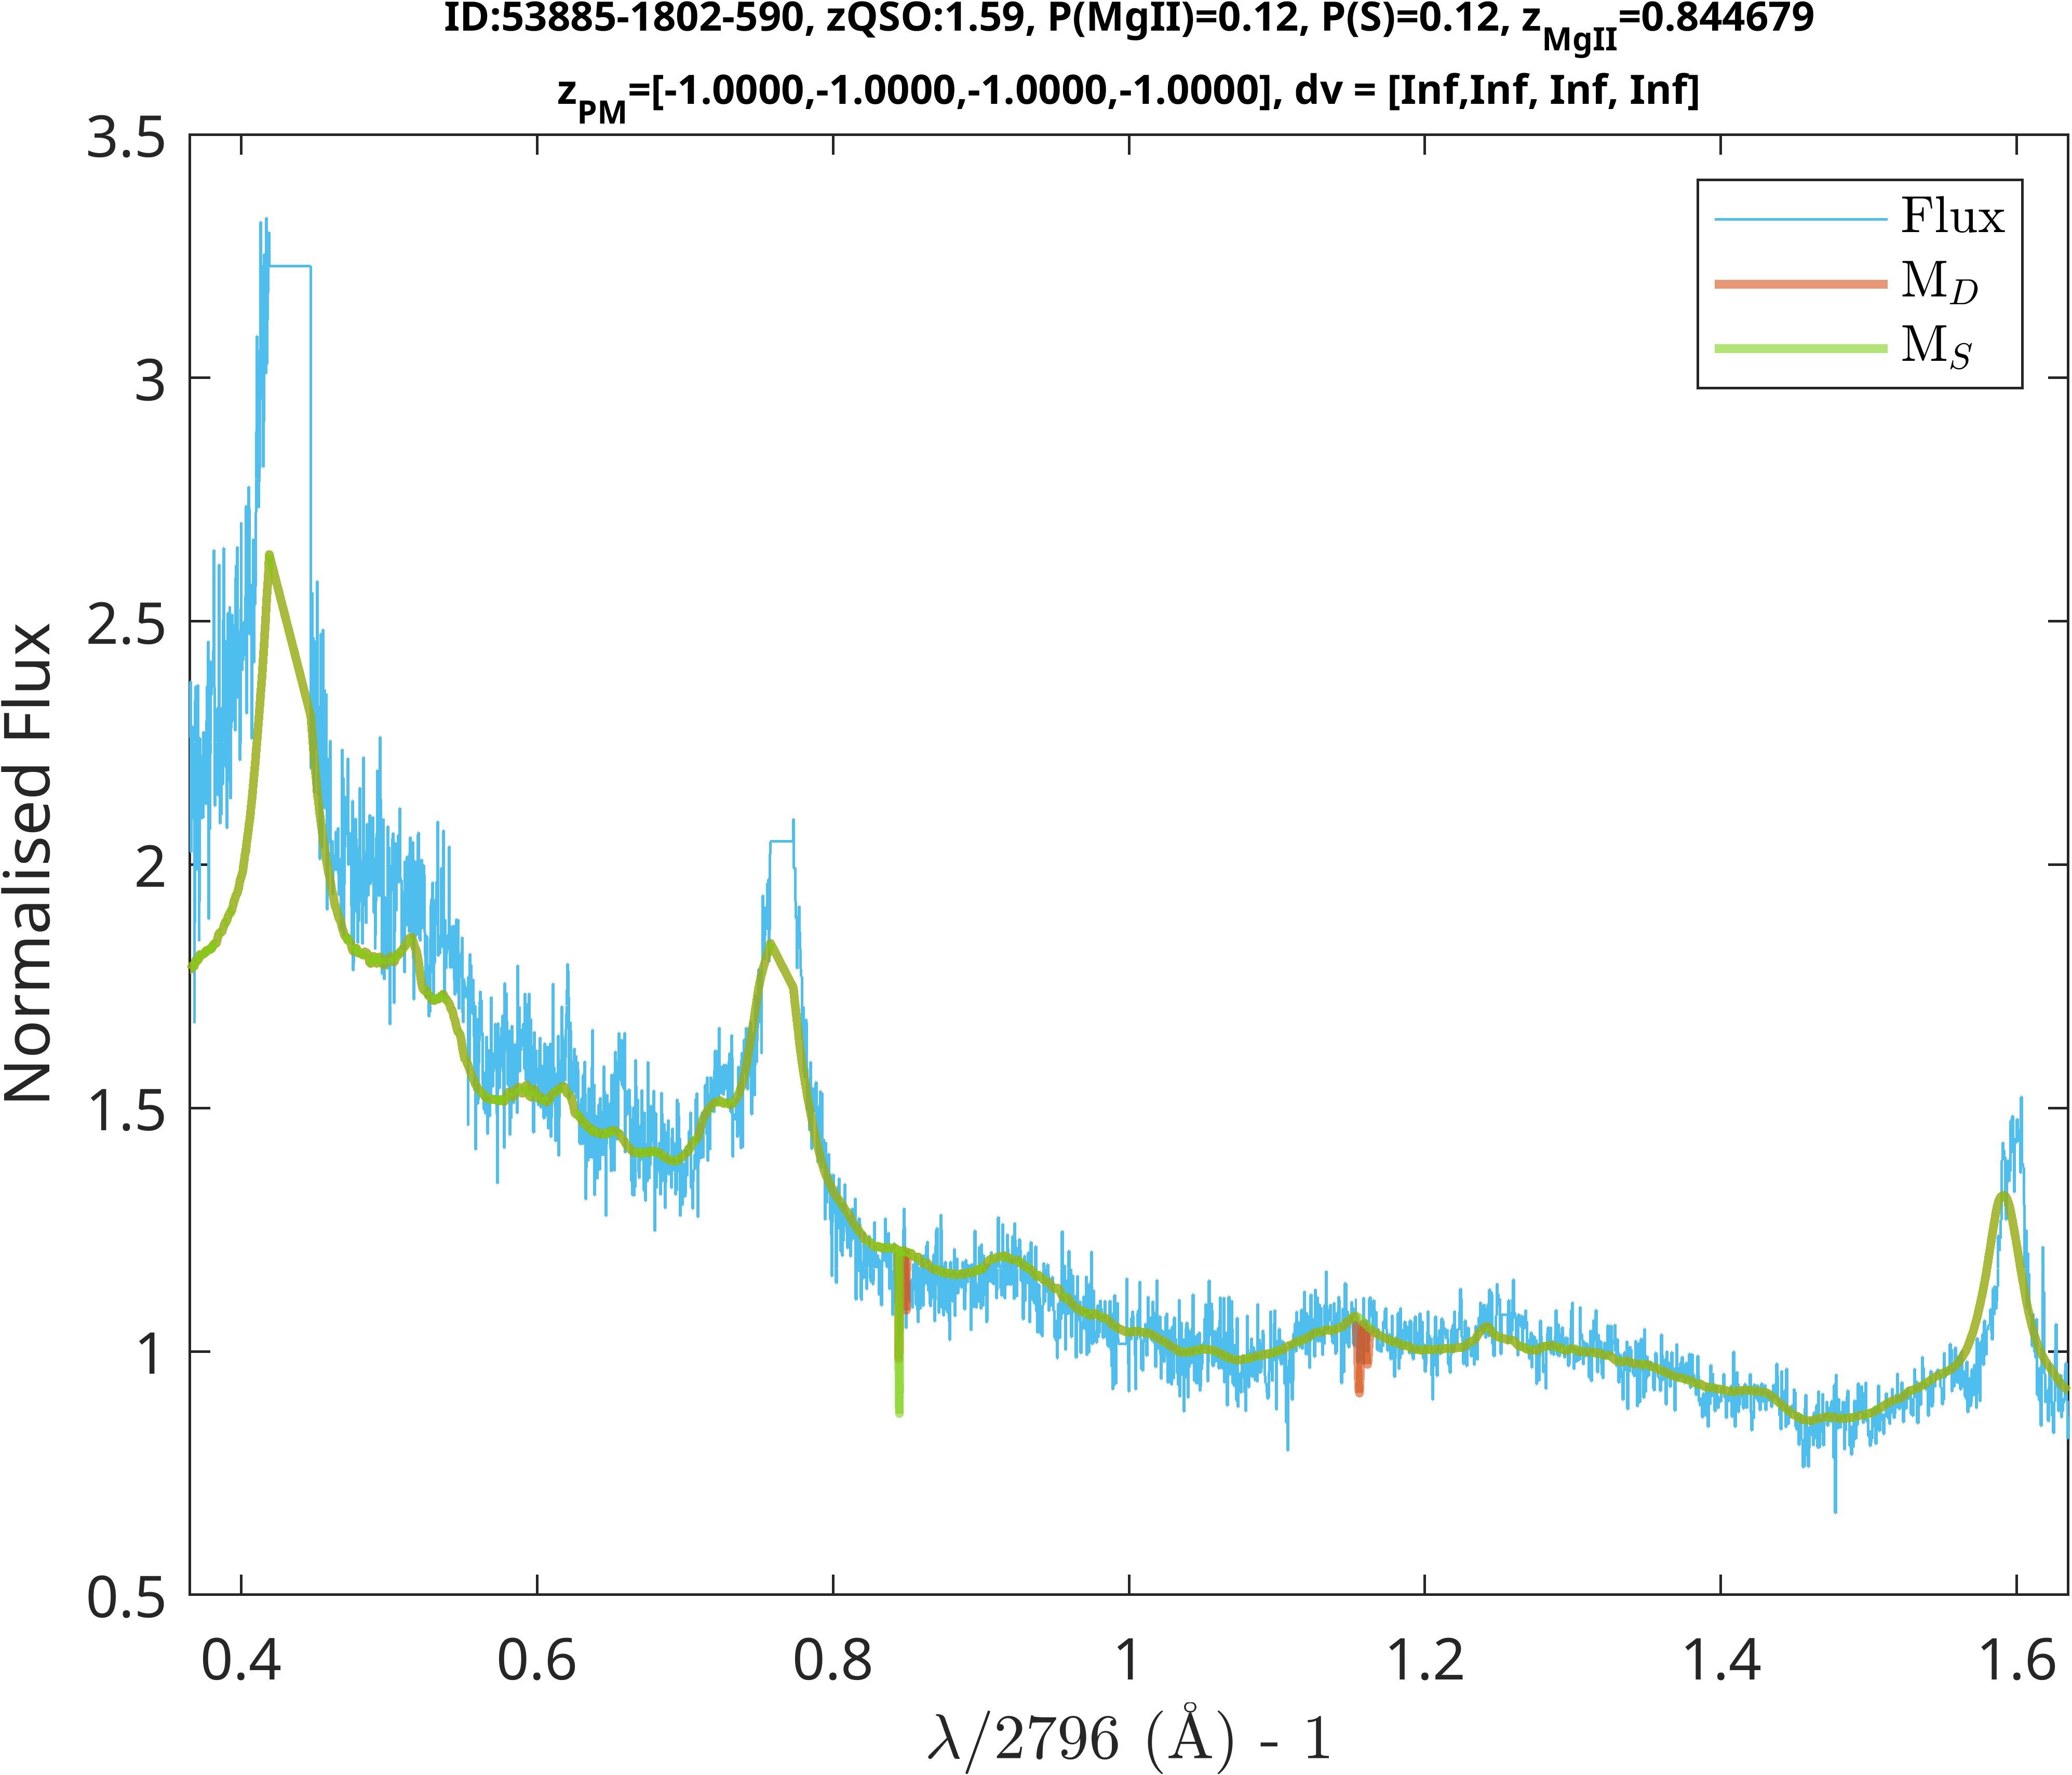 ID:53885-1802-590, zQSO:1.59, P(MgII)=0.12, P(S)=0.12, zMgII=0.844679
zPM=[-1.0000,-1.0000,-1.0000,-1.0000], dv = [Inf,Inf, Inf, Inf]
3.5
3
2.5
2
1.5
1
0.5
Normalised Flux
Flux
MD
MS
0.4 0.6 0.8 1 1.2 1.4 1.6
λ/2796 (Å) - 1